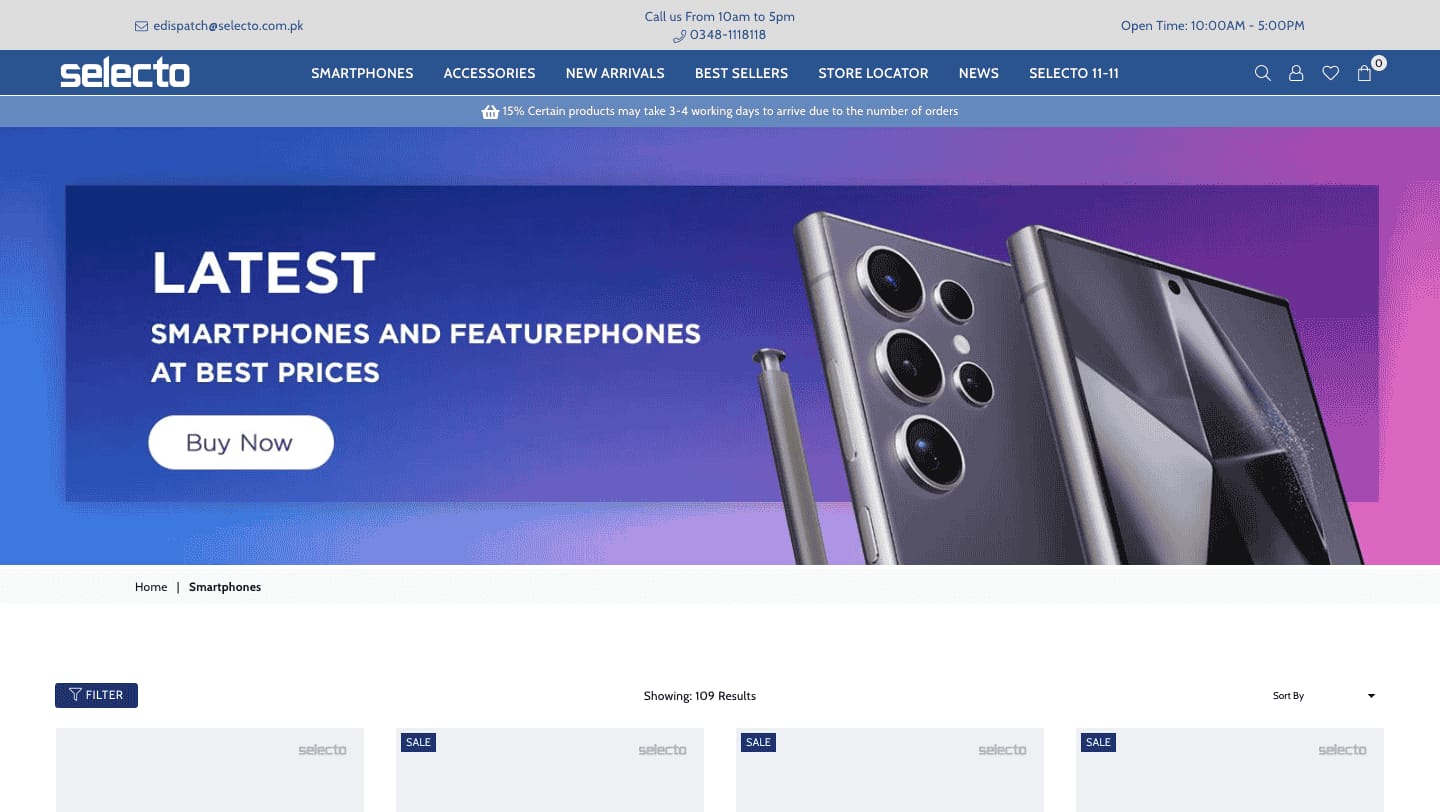 edispatch@selecto.com.pk
Call us From 10am to 5pm
0348-1118118
Open Time: 10:00AM - 5:00PM
selecto
SMARTPHONES
ACCESSORIES
NEW ARRIVALS
BEST SELLERS
STORE LOCATOR
NEWS
SELECTO 11-11
0
15% Certain products may take 3-4 working days to arrive due to the number of orders
LATEST
SMARTPHONES AND FEATUREPHONES
AT BEST PRICES
Buy Now
Home | Smartphones
FILTER
Showing: 109 Results
Sort By
selecto
SALE
selecto
SALE
selecto
SALE
selecto